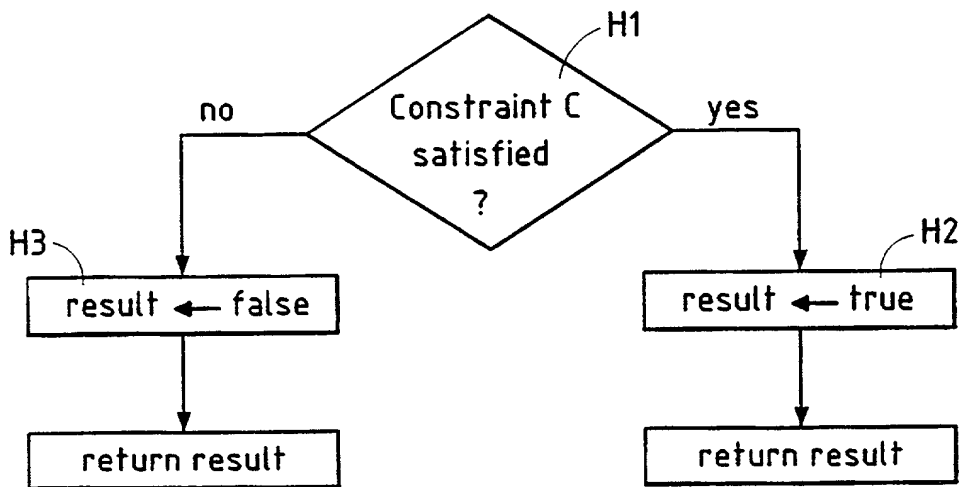 H1
Constraint C
satisfied
?
no
yes
H3
H2
result ← false
result ← true
return result
return result